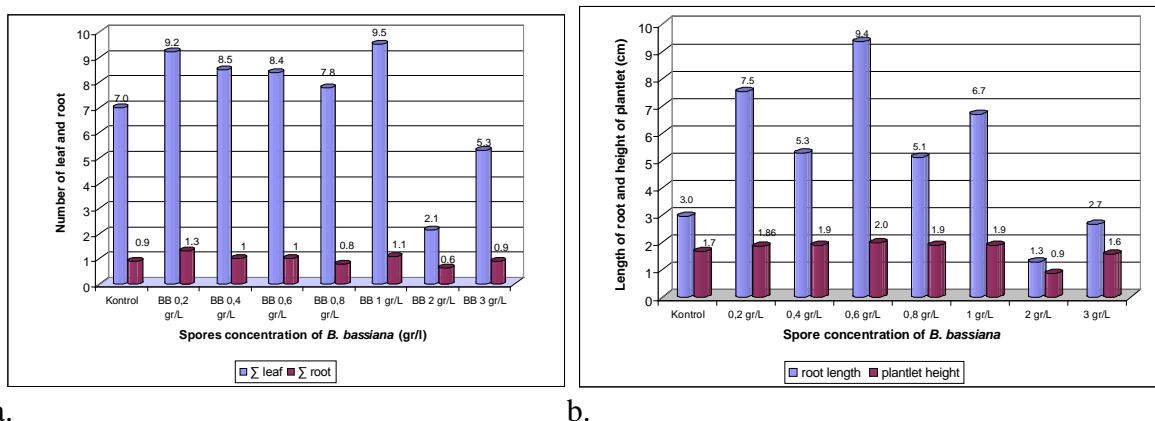 10
9
8
7
6
5
4
3
2
1
0
Number of leaf and root
7.0
0.9
9.2
1.3
8.5
1
8.4
1
7.8
0.8
9.5
1.1
2.1
0.6
5.3
0.9
Kontrol
BB 0,2 gr/L
BB 0,4 gr/L
BB 0,6 gr/L
BB 0,8 gr/L
BB 1 gr/L
BB 2 gr/L
BB 3 gr/L
Spores concentration of B. bassiana (gr/l)
∑ leaf
∑ root
a.
10
9
8
7
6
5
4
3
2
1
0
Length of root and height of plantlet (cm)
3.0
1.7
7.5
1.86
5.3
1.9
9.4
2.0
5.1
1.9
6.7
1.9
1.3
0.9
2.7
1.6
Kontrol
0,2 gr/L
0,4 gr/L
0,6 gr/L
0,8 gr/L
1 gr/L
2 gr/L
3 gr/L
Spore concentration of B. bassiana
root length
plantlet height
b.